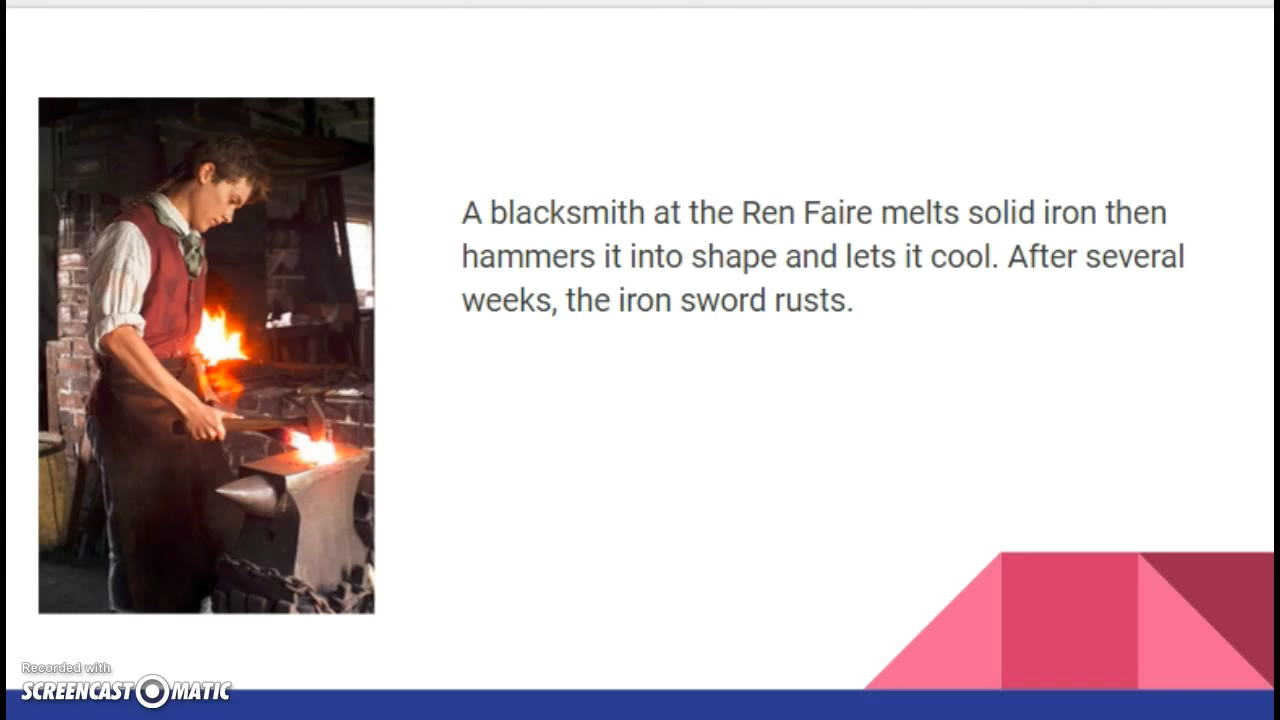 A blacksmith at the Ren Faire melts solid iron then
hammers it into shape and lets it cool. After several
weeks, the iron sword rusts.
Recorded with
SCREENCAST MATIC